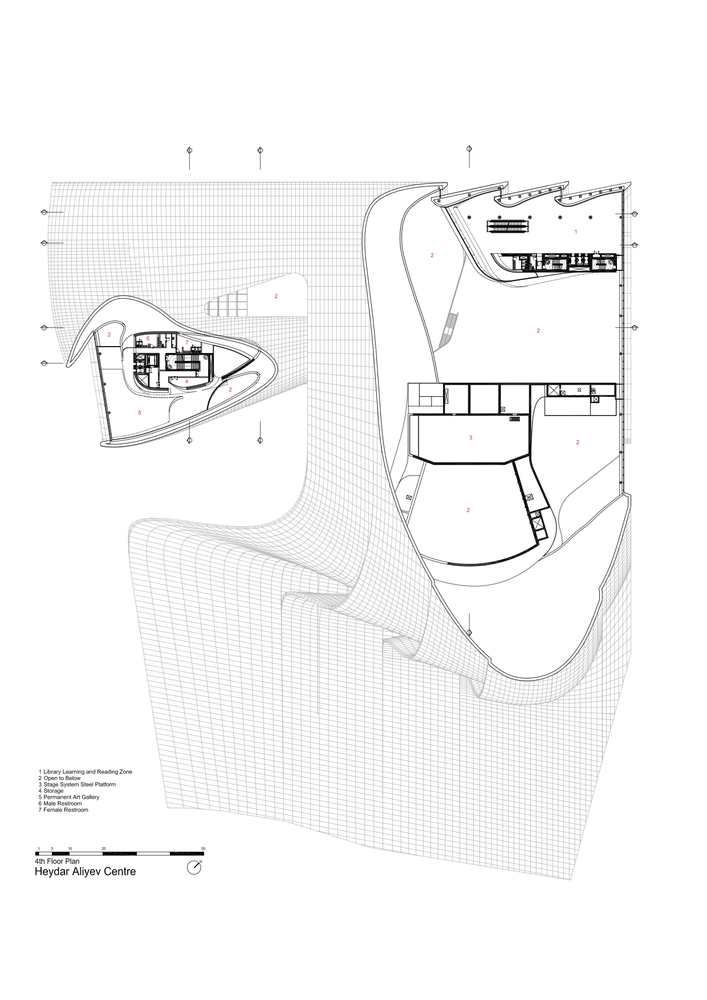 2
1
2
2
2
6
7
4
2
5
3
2
2
1 Library Learning and Reading Zone
2 Open to Below
3 Stage System Steel Platform
4 Storage
5 Permanent Art Gallery
6 Male Restroom
7 Female Restroom
1 5 10 20 50
4th Floor Plan
Heydar Aliyev Centre